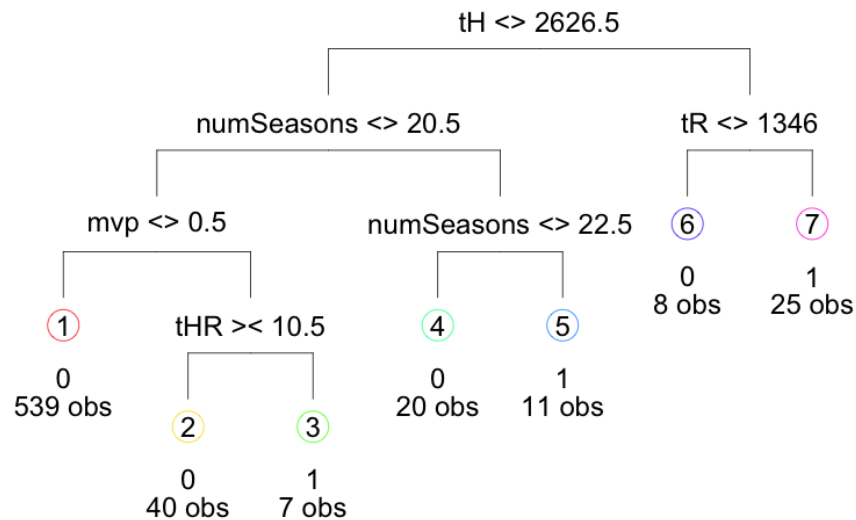 tH <> 2626.5
numSeasons <> 20.5
tR <> 1346
mvp <> 0.5
numSeasons <> 22.5
6
7
0
8 obs
1
25 obs
1
tHR >< 10.5
4
5
0
539 obs
0
20 obs
1
11 obs
2
3
0
40 obs
1
7 obs